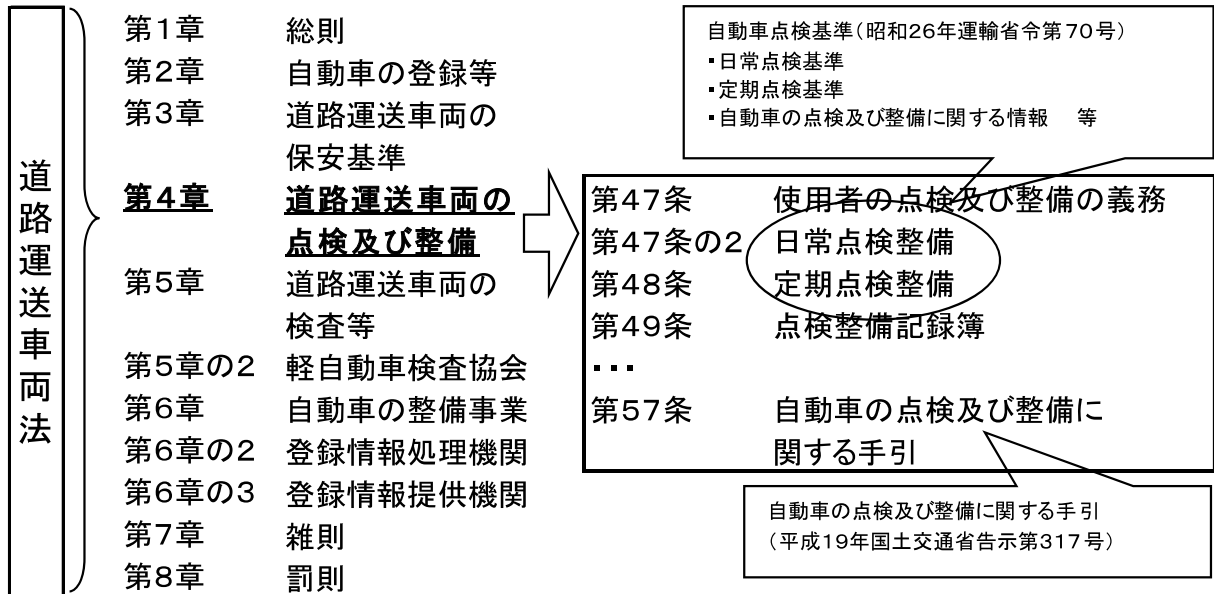 道路運送車両法
第1章 総則
第2章 自動車の登録等
第3章 道路運送車両の
保安基準
第4章 道路運送車両の
点検及び整備
第5章 道路運送車両の
検査等
第5章の2 軽自動車検査協会
第6章 自動車の整備事業
第6章の2 登録情報処理機関
第6章の3 登録情報提供機関
第7章 雑則
第8章 罰則
自動車点検基準(昭和26年運輸省令第70号)
・日常点検基準
・定期点検基準
・自動車の点検及び整備に関する情報 等
第47条 使用者の点検及び整備の義務
第47条の2 日常点検整備
第48条 定期点検整備
第49条 点検整備記録簿
・・・
第57条 自動車の点検及び整備に
関する手引
自動車の点検及び整備に関する手引
(平成19年国土交通省告示第317号)